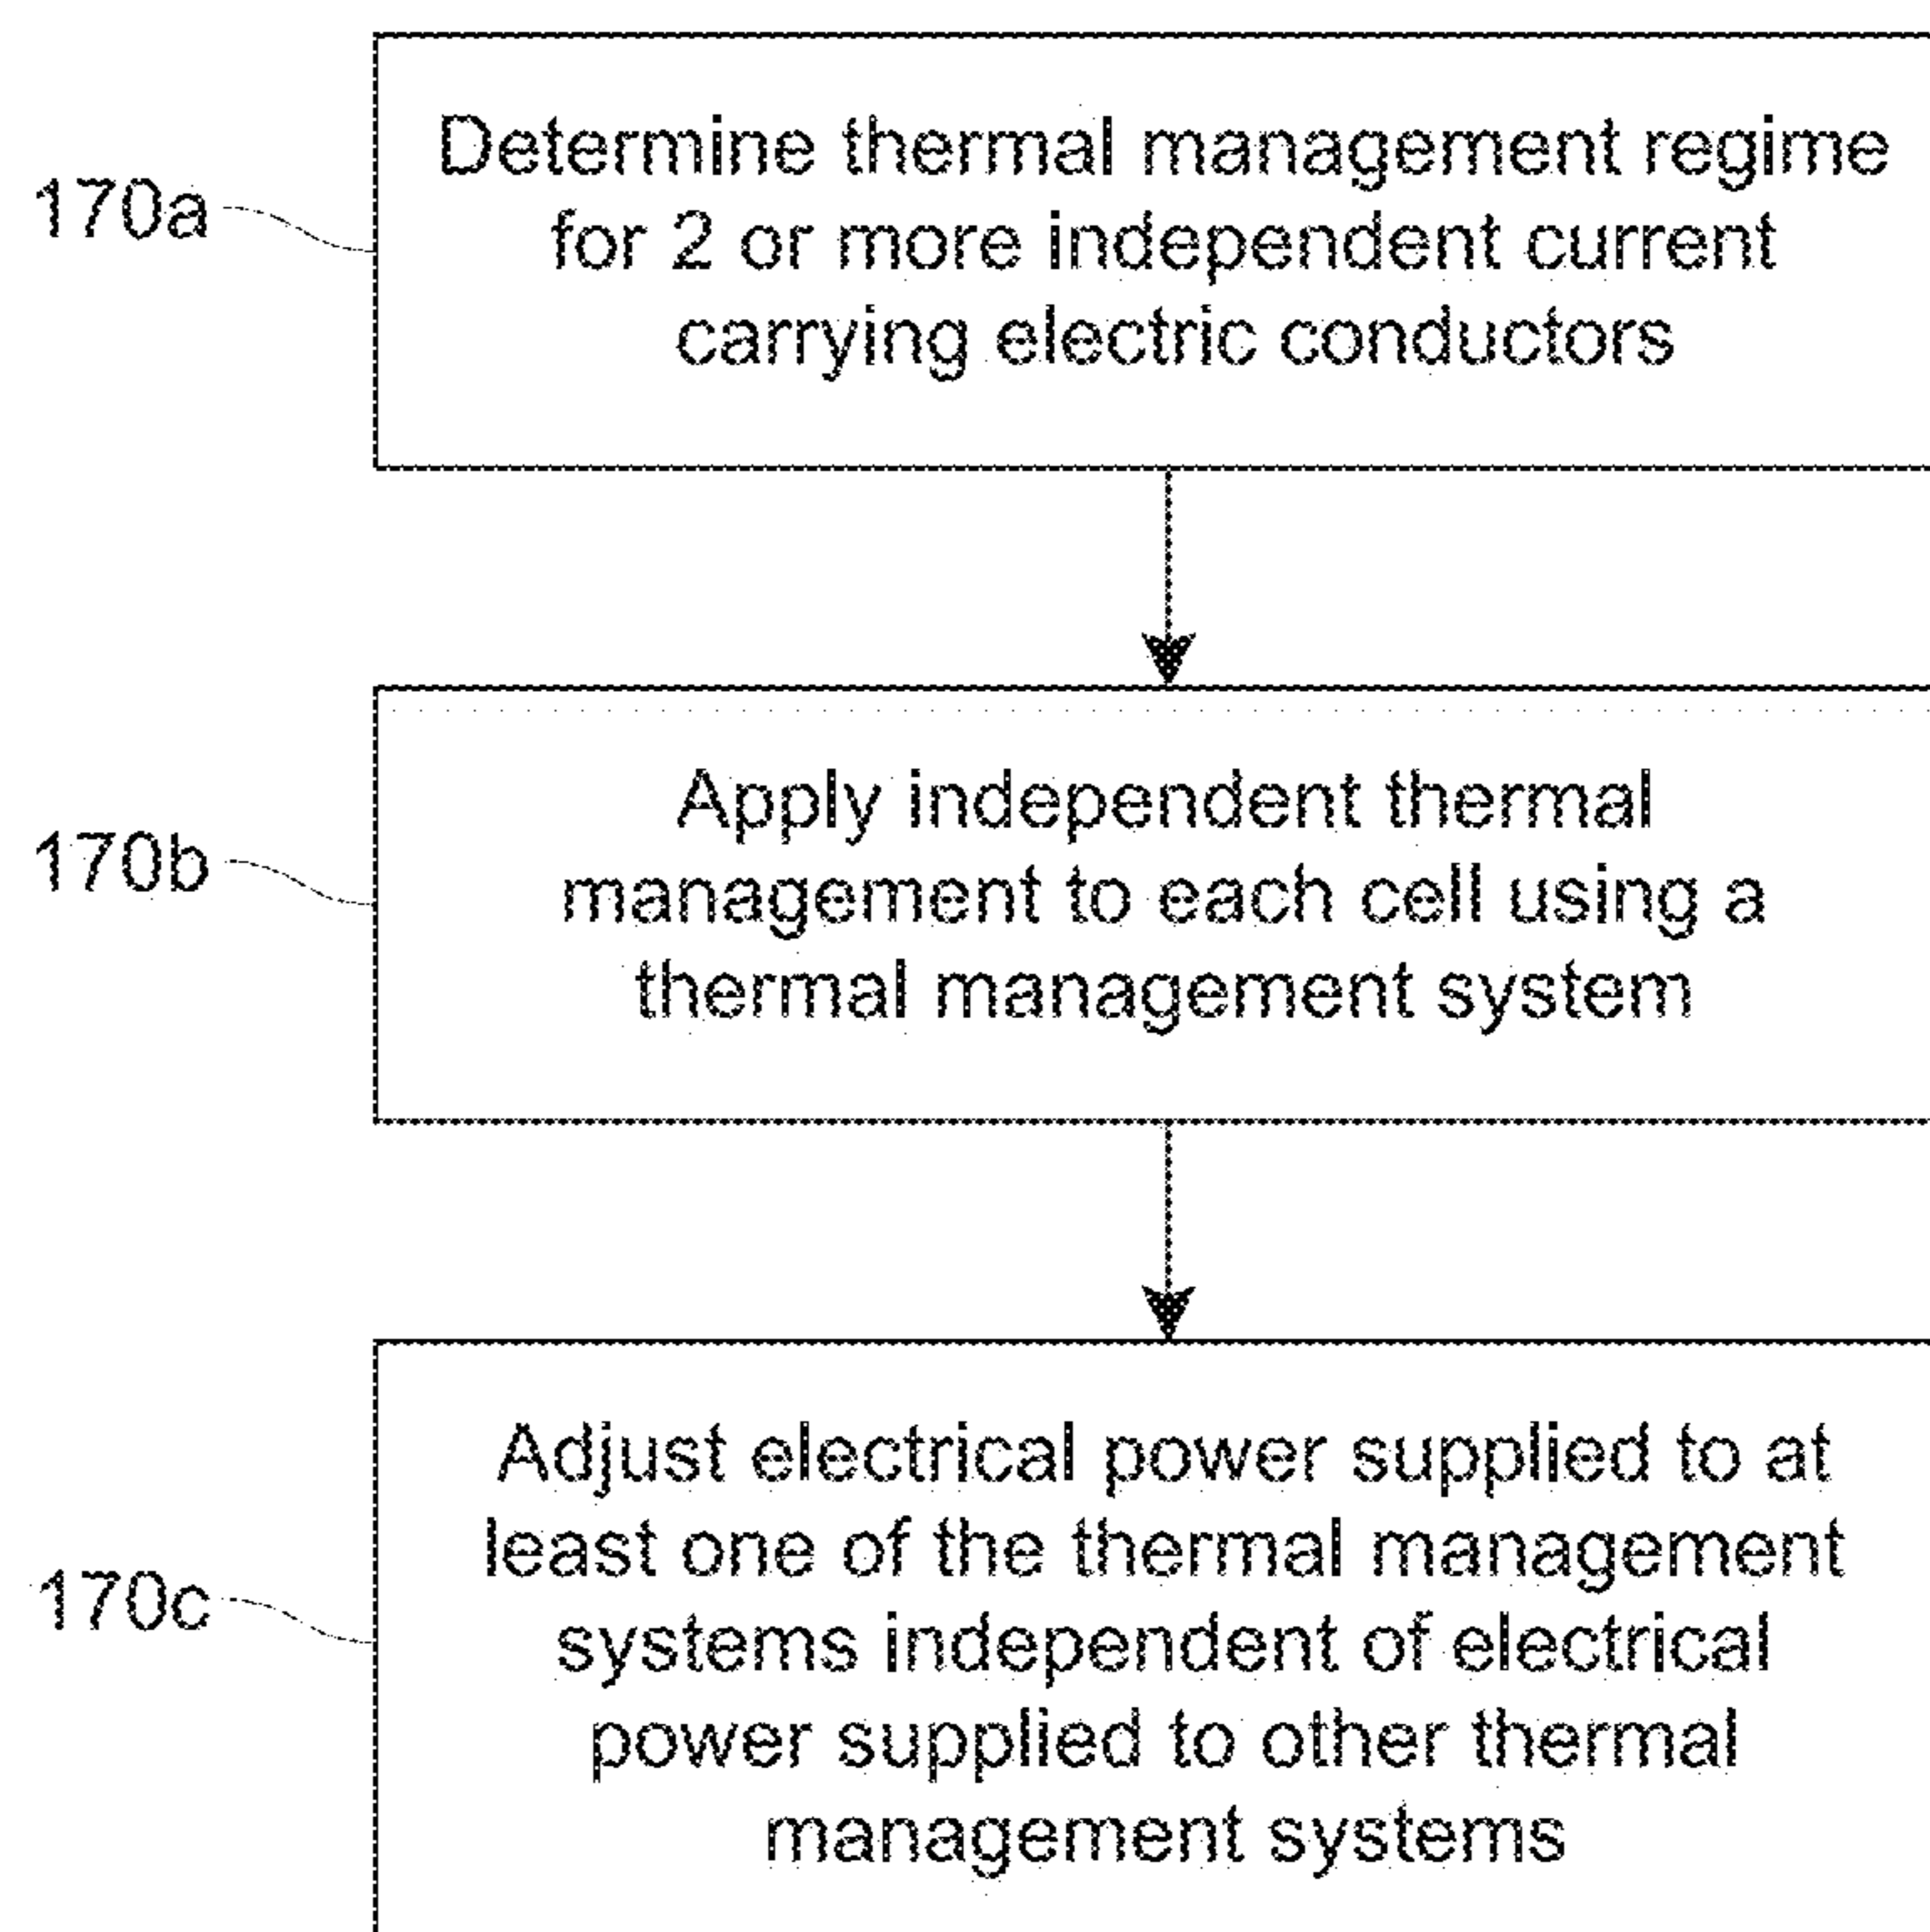 Determine thermal management regime
for 2 or more independent current
carrying electric conductors
170a
Apply independent thermal
management to each cell using a
thermal management system
170b
Adjust electrical power supplied to at
least one of the thermal management
systems independent of electrical
power supplied to other thermal
management systems
170c